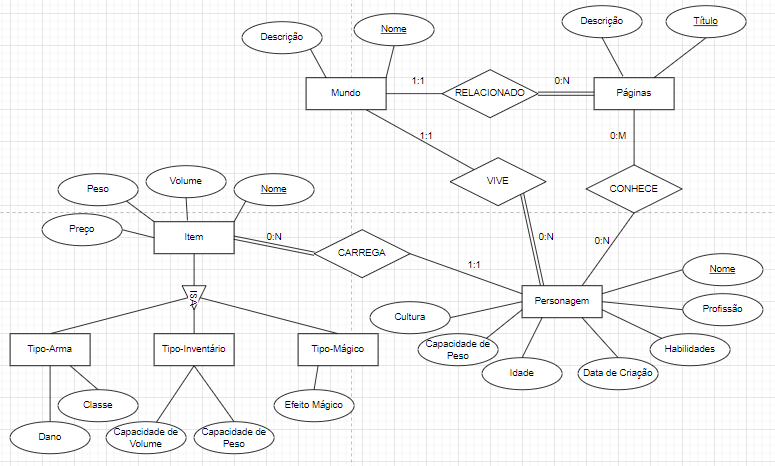 Descrição
Nome
Descrição
Título
Mundo
1:1
RELACIONADO
0:N
Páginas
1:1
0:M
Peso
Volume
Nome
VIVE
CONHECE
Preço
Item
0:N
CARREGA
0:N
0:N
1:1
ISA
Personagem
Nome
Profissão
Cultura
Capacidade de
Peso
Idade
Data de Criação
Habilidades
Tipo-Arma
Tipo-Inventário
Tipo-Mágico
Classe
Efeito Mágico
Dano
Capacidade de
Volume
Capacidade de
Peso